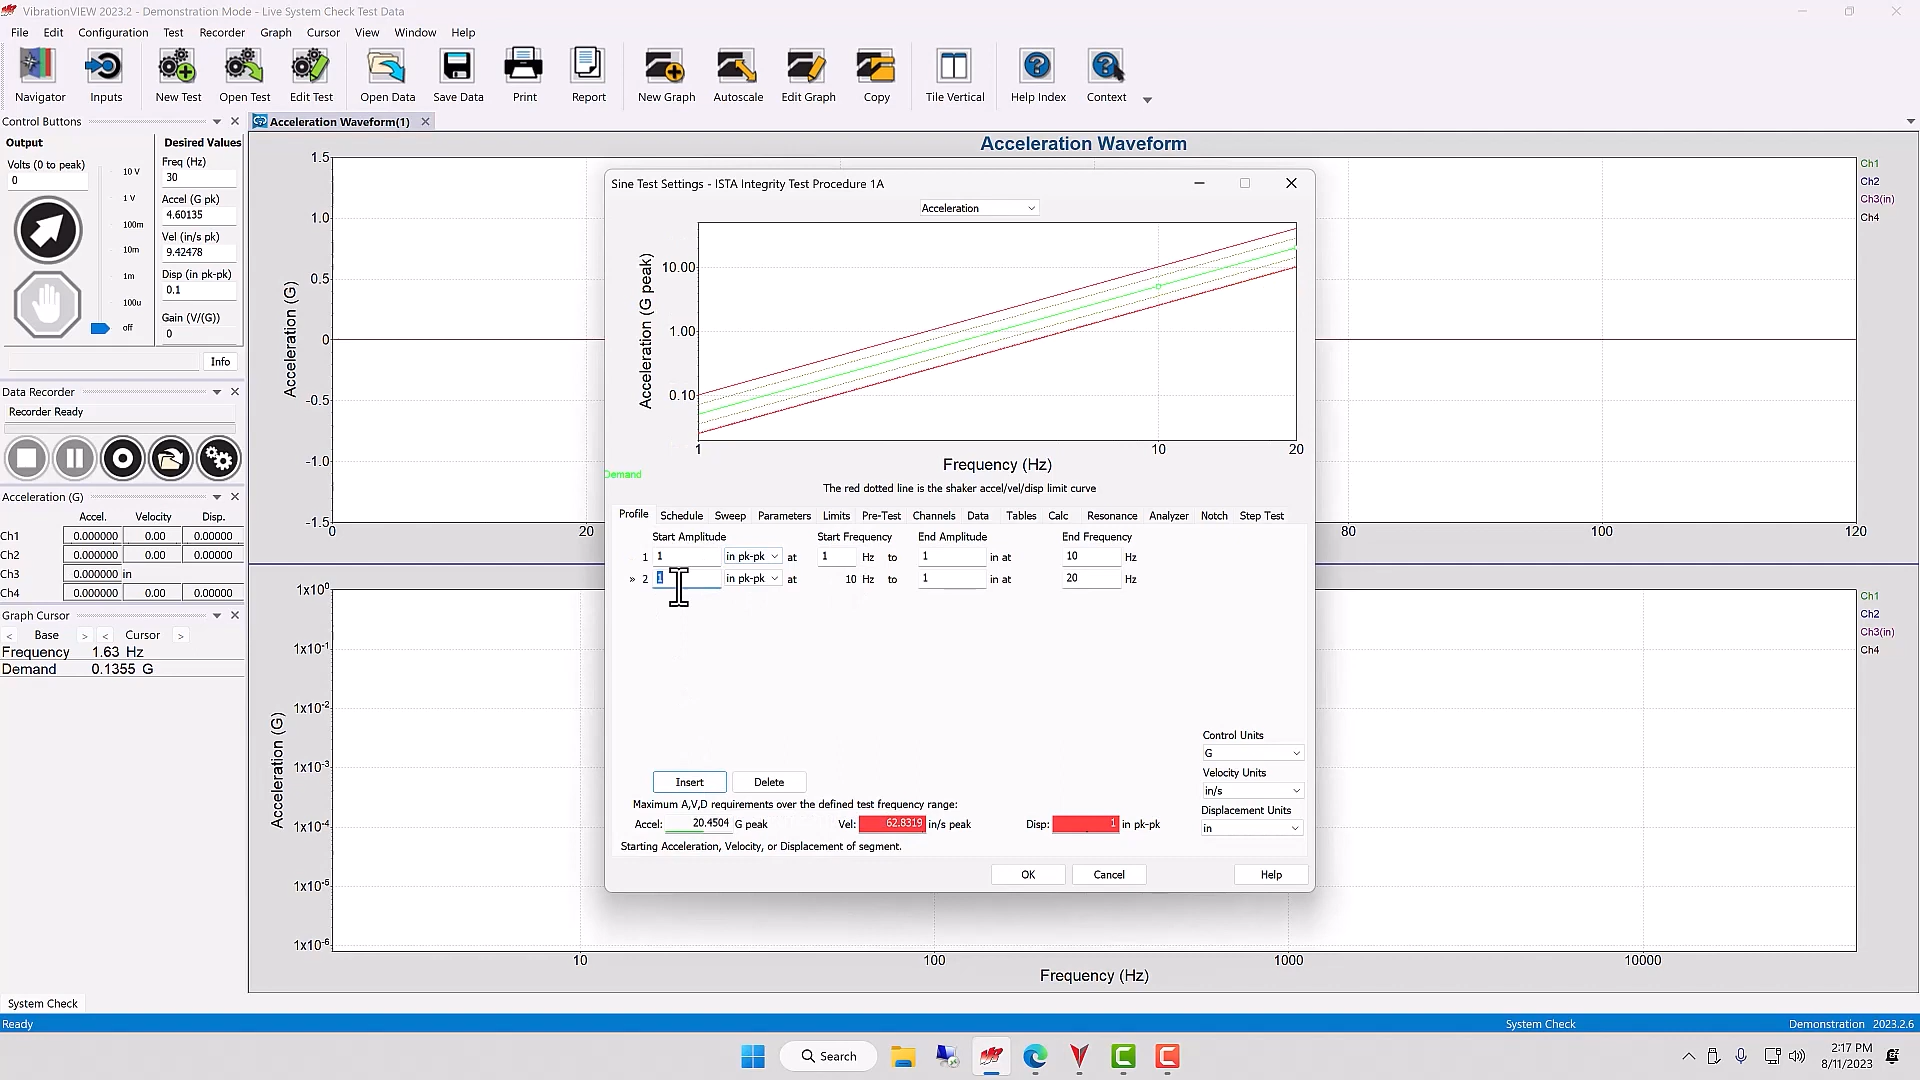 VibrationVIEW 2023.2 - Demonstration Mode - Live System Check Test Data
File Edit Configuration Test Recorder Graph Cursor View Window Help
Navigator Inputs New Test Open Test Edit Test Open Data Save Data Print Report New Graph Autoscale Edit Graph Copy Tile Vertical Help Index Context
Control Buttons
Acceleration Waveform(1)
Output
Desired Values
Volts (0 to peak)
0
10 V
1 V
100m
10m
1m
100u
off
Freq (Hz)
30
Accel (G pk)
4.60135
Vel (in/s pk)
9.42478
Disp (in pk-pk)
0.1
Gain (V/(G))
0
Info
Data Recorder
Recorder Ready
Acceleration (G)
Accel. Velocity Disp.
Ch1 0.000000 0.00 0.00000
Ch2 0.000000 0.00 0.00000
Ch3 0.000000 in
Ch4 0.000000 0.00 0.00000
Graph Cursor
< Base > < Cursor >
Frequency 1.63 Hz
Demand 0.1355 G
Acceleration Waveform
Acceleration (G)
1.5
1.0
0.5
0
-0.5
-1.0
-1.5
0 20 80 100 120
Ch1
Ch2
Ch3(in)
Ch4
Sine Test Settings - ISTA Integrity Test Procedure 1A
Acceleration
Acceleration (G peak)
10.00
1.00
0.10
1 10 20
Frequency (Hz)
Demand
The red dotted line is the shaker accel/vel/disp limit curve
Profile Schedule Sweep Parameters Limits Pre-Test Channels Data Tables Calc Resonance Analyzer Notch Step Test
Start Amplitude Start Frequency End Amplitude End Frequency
1 1 in pk-pk at 1 Hz to 1 in at 10 Hz
» 2 1 in pk-pk at 10 Hz to 1 in at 20 Hz
Control Units
G
Velocity Units
in/s
Displacement Units
in
Insert Delete
Maximum A,V,D requirements over the defined test frequency range:
Accel: 20.4504 G peak Vel: 62.8319 in/s peak Disp: 1 in pk-pk
Starting Acceleration, Velocity, or Displacement of segment.
OK Cancel Help
Acceleration (G)
1x10⁰
1x10⁻¹
1x10⁻²
1x10⁻³
1x10⁻⁴
1x10⁻⁵
1x10⁻⁶
10 100 1000 10000
Frequency (Hz)
Ch1
Ch2
Ch3(in)
Ch4
System Check
Ready System Check Demonstration 2023.2.6
Search
2:17 PM
8/11/2023